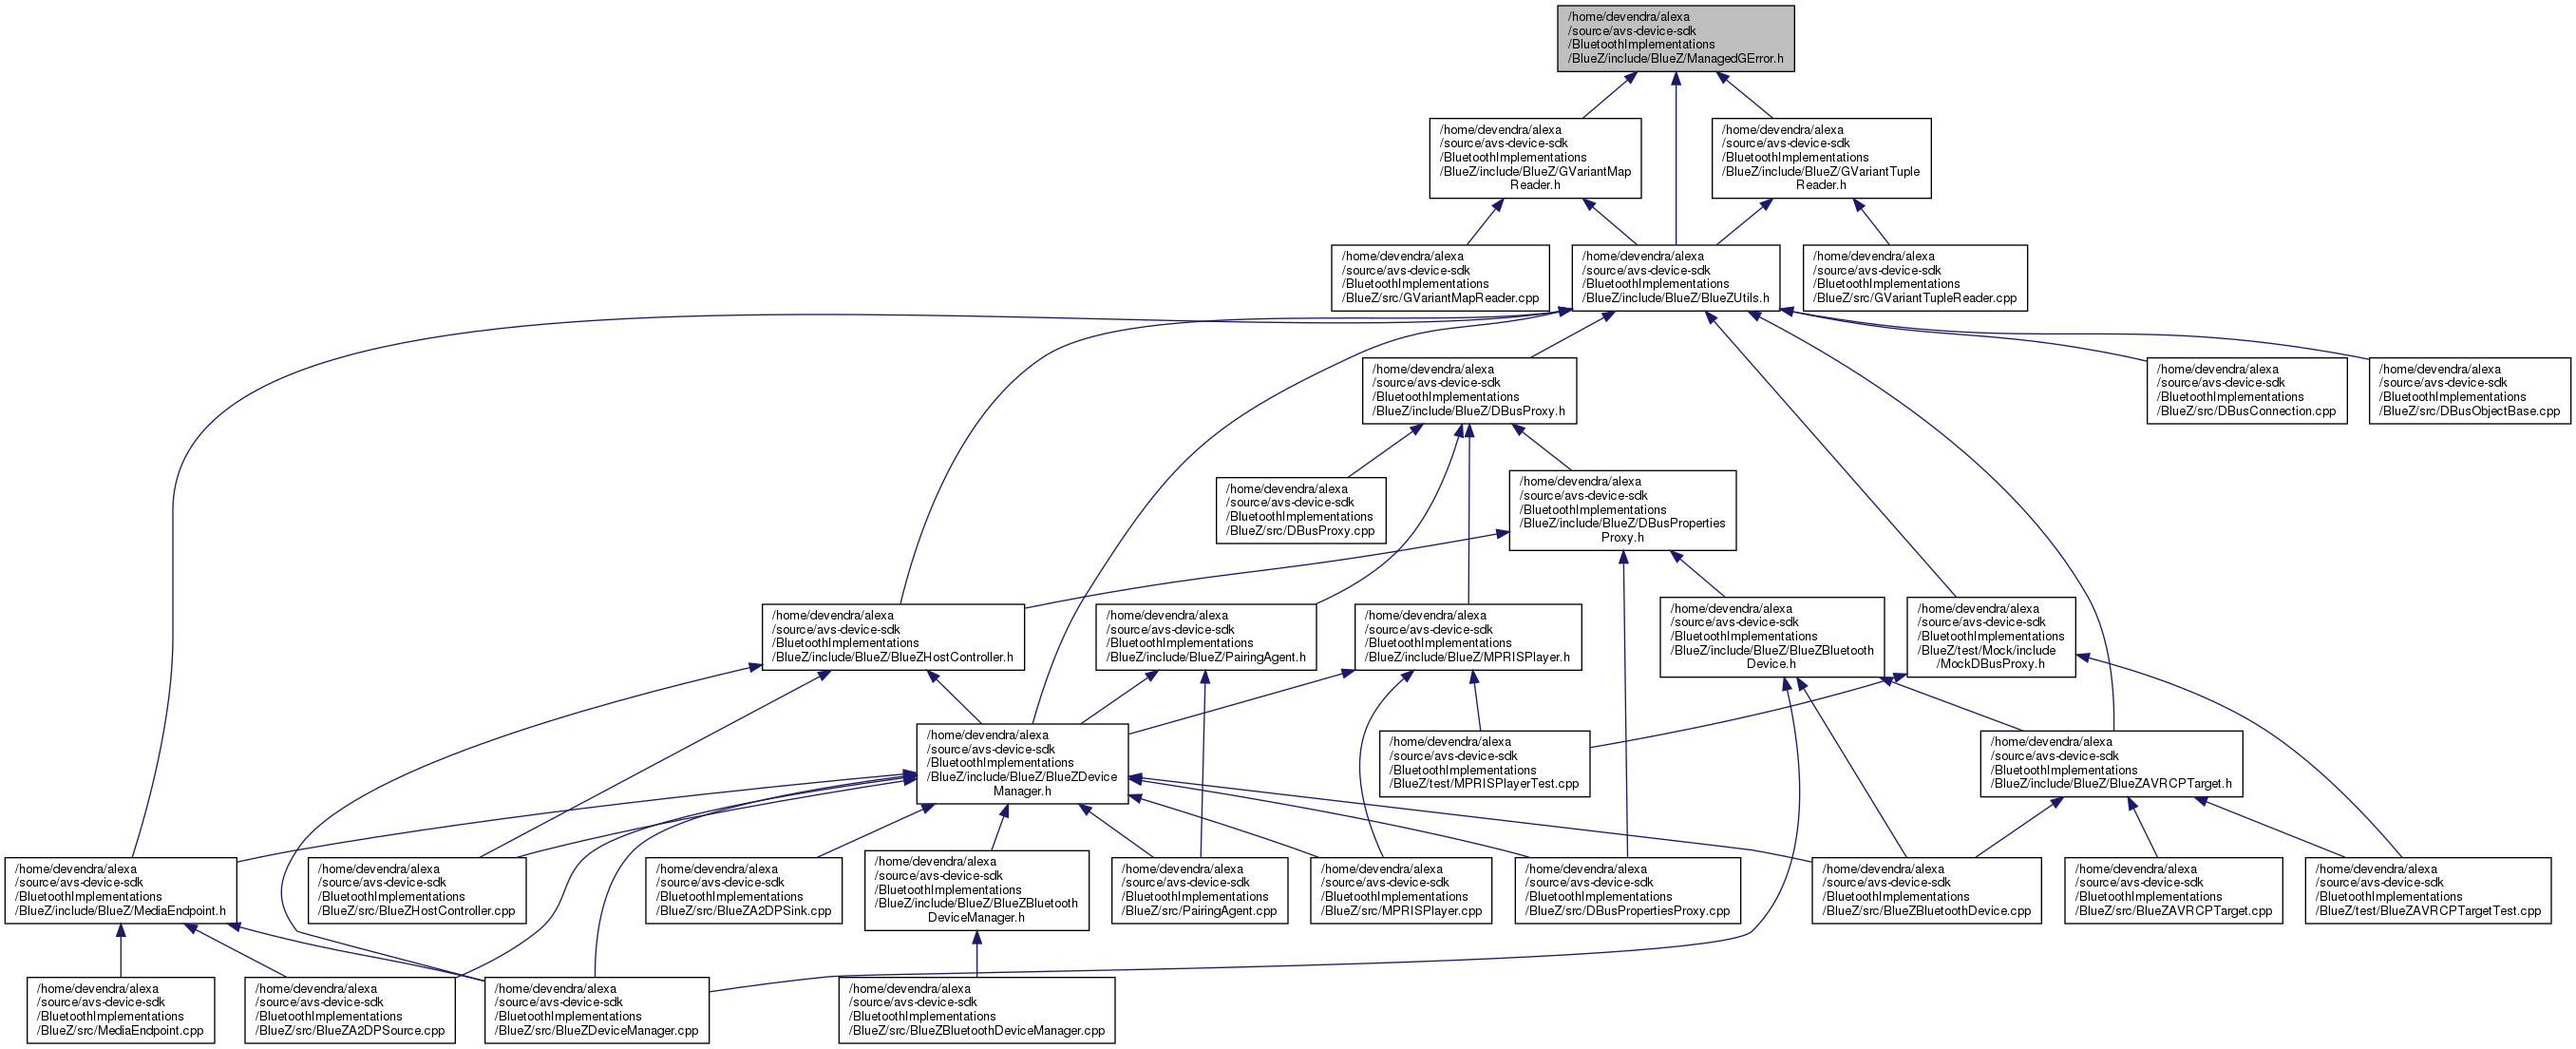 /home/devendra/alexa
/source/avs-device-sdk
/BluetoothImplementations
/BlueZ/include/BlueZ/ManagedGError.h
/home/devendra/alexa
/source/avs-device-sdk
/BluetoothImplementations
/BlueZ/include/BlueZ/GVariantMap
Reader.h
/home/devendra/alexa
/source/avs-device-sdk
/BluetoothImplementations
/BlueZ/include/BlueZ/GVariantTuple
Reader.h
/home/devendra/alexa
/source/avs-device-sdk
/BluetoothImplementations
/BlueZ/src/GVariantMapReader.cpp
/home/devendra/alexa
/source/avs-device-sdk
/BluetoothImplementations
/BlueZ/include/BlueZ/BlueZUtils.h
/home/devendra/alexa
/source/avs-device-sdk
/BluetoothImplementations
/BlueZ/src/GVariantTupleReader.cpp
/home/devendra/alexa
/source/avs-device-sdk
/BluetoothImplementations
/BlueZ/include/BlueZ/DBusProxy.h
/home/devendra/alexa
/source/avs-device-sdk
/BluetoothImplementations
/BlueZ/src/DBusConnection.cpp
/home/devendra/alexa
/source/avs-device-sdk
/BluetoothImplementations
/BlueZ/src/DBusObjectBase.cpp
/home/devendra/alexa
/source/avs-device-sdk
/BluetoothImplementations
/BlueZ/src/DBusProxy.cpp
/home/devendra/alexa
/source/avs-device-sdk
/BluetoothImplementations
/BlueZ/include/BlueZ/DBusProperties
Proxy.h
/home/devendra/alexa
/source/avs-device-sdk
/BluetoothImplementations
/BlueZ/include/BlueZ/BlueZHostController.h
/home/devendra/alexa
/source/avs-device-sdk
/BluetoothImplementations
/BlueZ/include/BlueZ/PairingAgent.h
/home/devendra/alexa
/source/avs-device-sdk
/BluetoothImplementations
/BlueZ/include/BlueZ/MPRISPlayer.h
/home/devendra/alexa
/source/avs-device-sdk
/BluetoothImplementations
/BlueZ/include/BlueZ/BlueZBluetooth
Device.h
/home/devendra/alexa
/source/avs-device-sdk
/BluetoothImplementations
/BlueZ/test/Mock/include
/MockDBusProxy.h
/home/devendra/alexa
/source/avs-device-sdk
/BluetoothImplementations
/BlueZ/include/BlueZ/BlueZDevice
Manager.h
/home/devendra/alexa
/source/avs-device-sdk
/BluetoothImplementations
/BlueZ/test/MPRISPlayerTest.cpp
/home/devendra/alexa
/source/avs-device-sdk
/BluetoothImplementations
/BlueZ/include/BlueZ/BlueZAVRCPTarget.h
/home/devendra/alexa
/source/avs-device-sdk
/BluetoothImplementations
/BlueZ/include/BlueZ/MediaEndpoint.h
/home/devendra/alexa
/source/avs-device-sdk
/BluetoothImplementations
/BlueZ/src/BlueZHostController.cpp
/home/devendra/alexa
/source/avs-device-sdk
/BluetoothImplementations
/BlueZ/src/BlueZA2DPSink.cpp
/home/devendra/alexa
/source/avs-device-sdk
/BluetoothImplementations
/BlueZ/include/BlueZ/BlueZBluetooth
DeviceManager.h
/home/devendra/alexa
/source/avs-device-sdk
/BluetoothImplementations
/BlueZ/src/PairingAgent.cpp
/home/devendra/alexa
/source/avs-device-sdk
/BluetoothImplementations
/BlueZ/src/MPRISPlayer.cpp
/home/devendra/alexa
/source/avs-device-sdk
/BluetoothImplementations
/BlueZ/src/DBusPropertiesProxy.cpp
/home/devendra/alexa
/source/avs-device-sdk
/BluetoothImplementations
/BlueZ/src/BlueZBluetoothDevice.cpp
/home/devendra/alexa
/source/avs-device-sdk
/BluetoothImplementations
/BlueZ/src/BlueZAVRCPTarget.cpp
/home/devendra/alexa
/source/avs-device-sdk
/BluetoothImplementations
/BlueZ/test/BlueZAVRCPTargetTest.cpp
/home/devendra/alexa
/source/avs-device-sdk
/BluetoothImplementations
/BlueZ/src/MediaEndpoint.cpp
/home/devendra/alexa
/source/avs-device-sdk
/BluetoothImplementations
/BlueZ/src/BlueZA2DPSource.cpp
/home/devendra/alexa
/source/avs-device-sdk
/BluetoothImplementations
/BlueZ/src/BlueZDeviceManager.cpp
/home/devendra/alexa
/source/avs-device-sdk
/BluetoothImplementations
/BlueZ/src/BlueZBluetoothDeviceManager.cpp